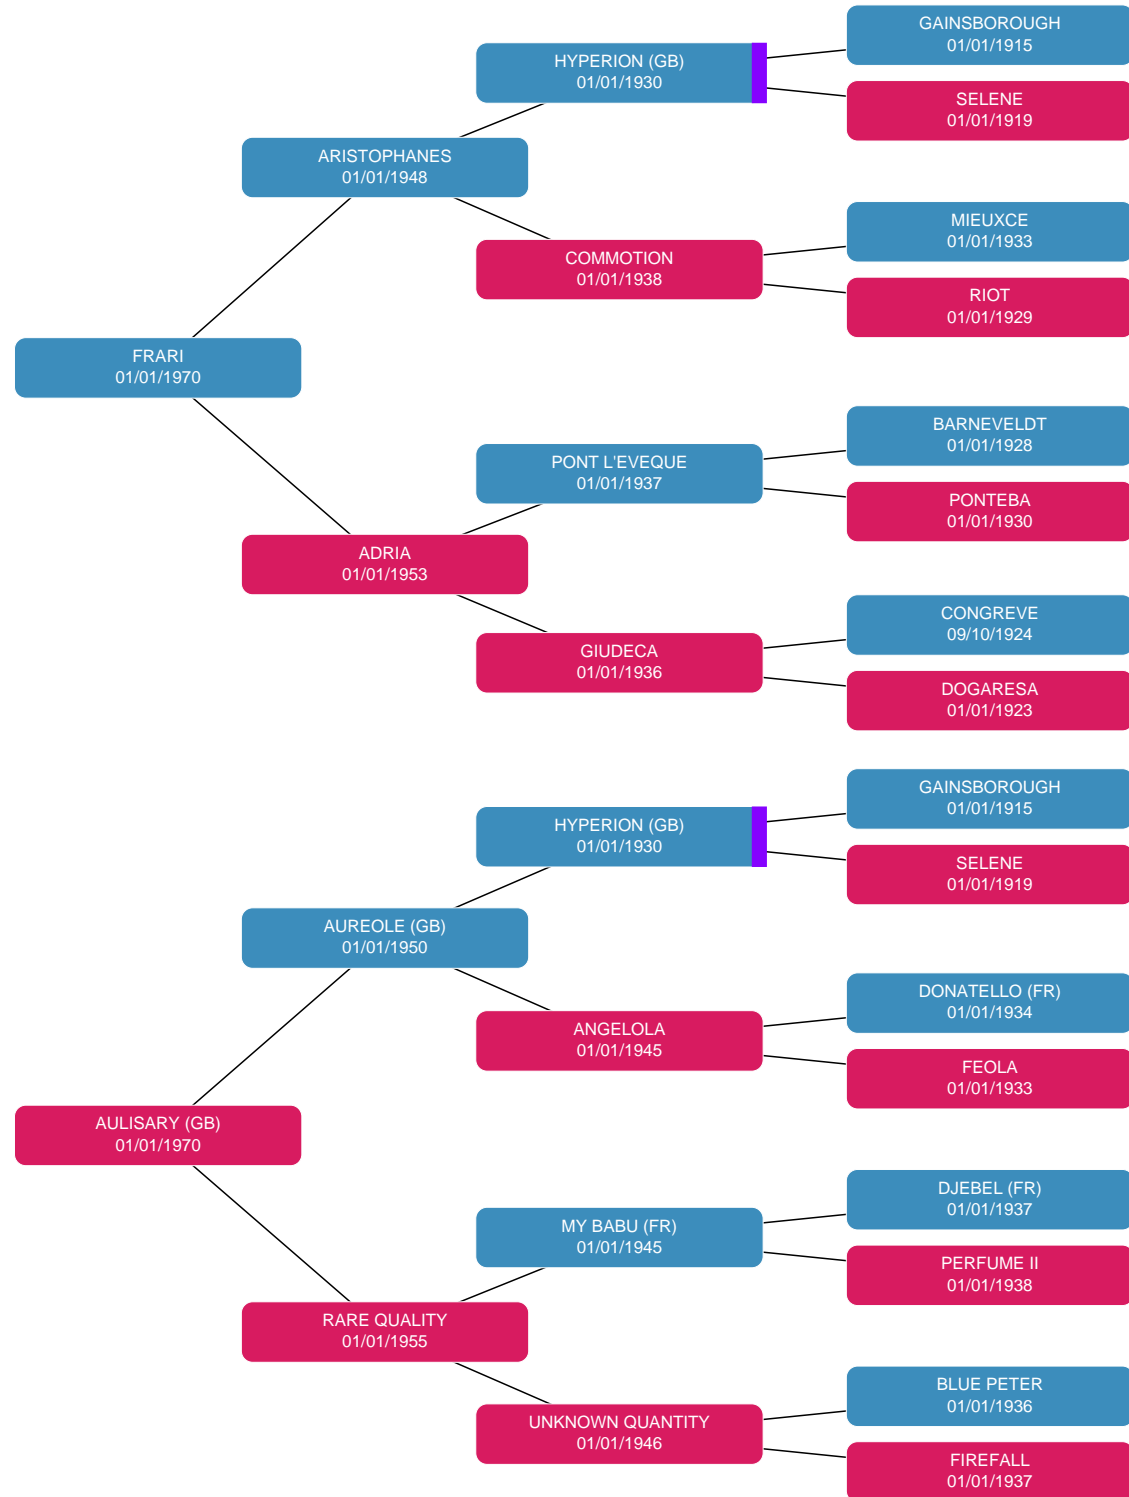 GAINSBOROUGH
01/01/1915
HYPERION (GB)
01/01/1930
SELENE
01/01/1919
ARISTOPHANES
01/01/1948
MIEUXCE
01/01/1933
COMMOTION
01/01/1938
RIOT
01/01/1929
FRARI
01/01/1970
BARNEVELDT
01/01/1928
PONT L'EVEQUE
01/01/1937
PONTEBA
01/01/1930
ADRIA
01/01/1953
CONGREVE
09/10/1924
GIUDECA
01/01/1936
DOGARESA
01/01/1923
GAINSBOROUGH
01/01/1915
HYPERION (GB)
01/01/1930
SELENE
01/01/1919
AUREOLE (GB)
01/01/1950
DONATELLO (FR)
01/01/1934
ANGELOLA
01/01/1945
FEOLA
01/01/1933
AULISARY (GB)
01/01/1970
DJEBEL (FR)
01/01/1937
MY BABU (FR)
01/01/1945
PERFUME II
01/01/1938
RARE QUALITY
01/01/1955
BLUE PETER
01/01/1936
UNKNOWN QUANTITY
01/01/1946
FIREFALL
01/01/1937